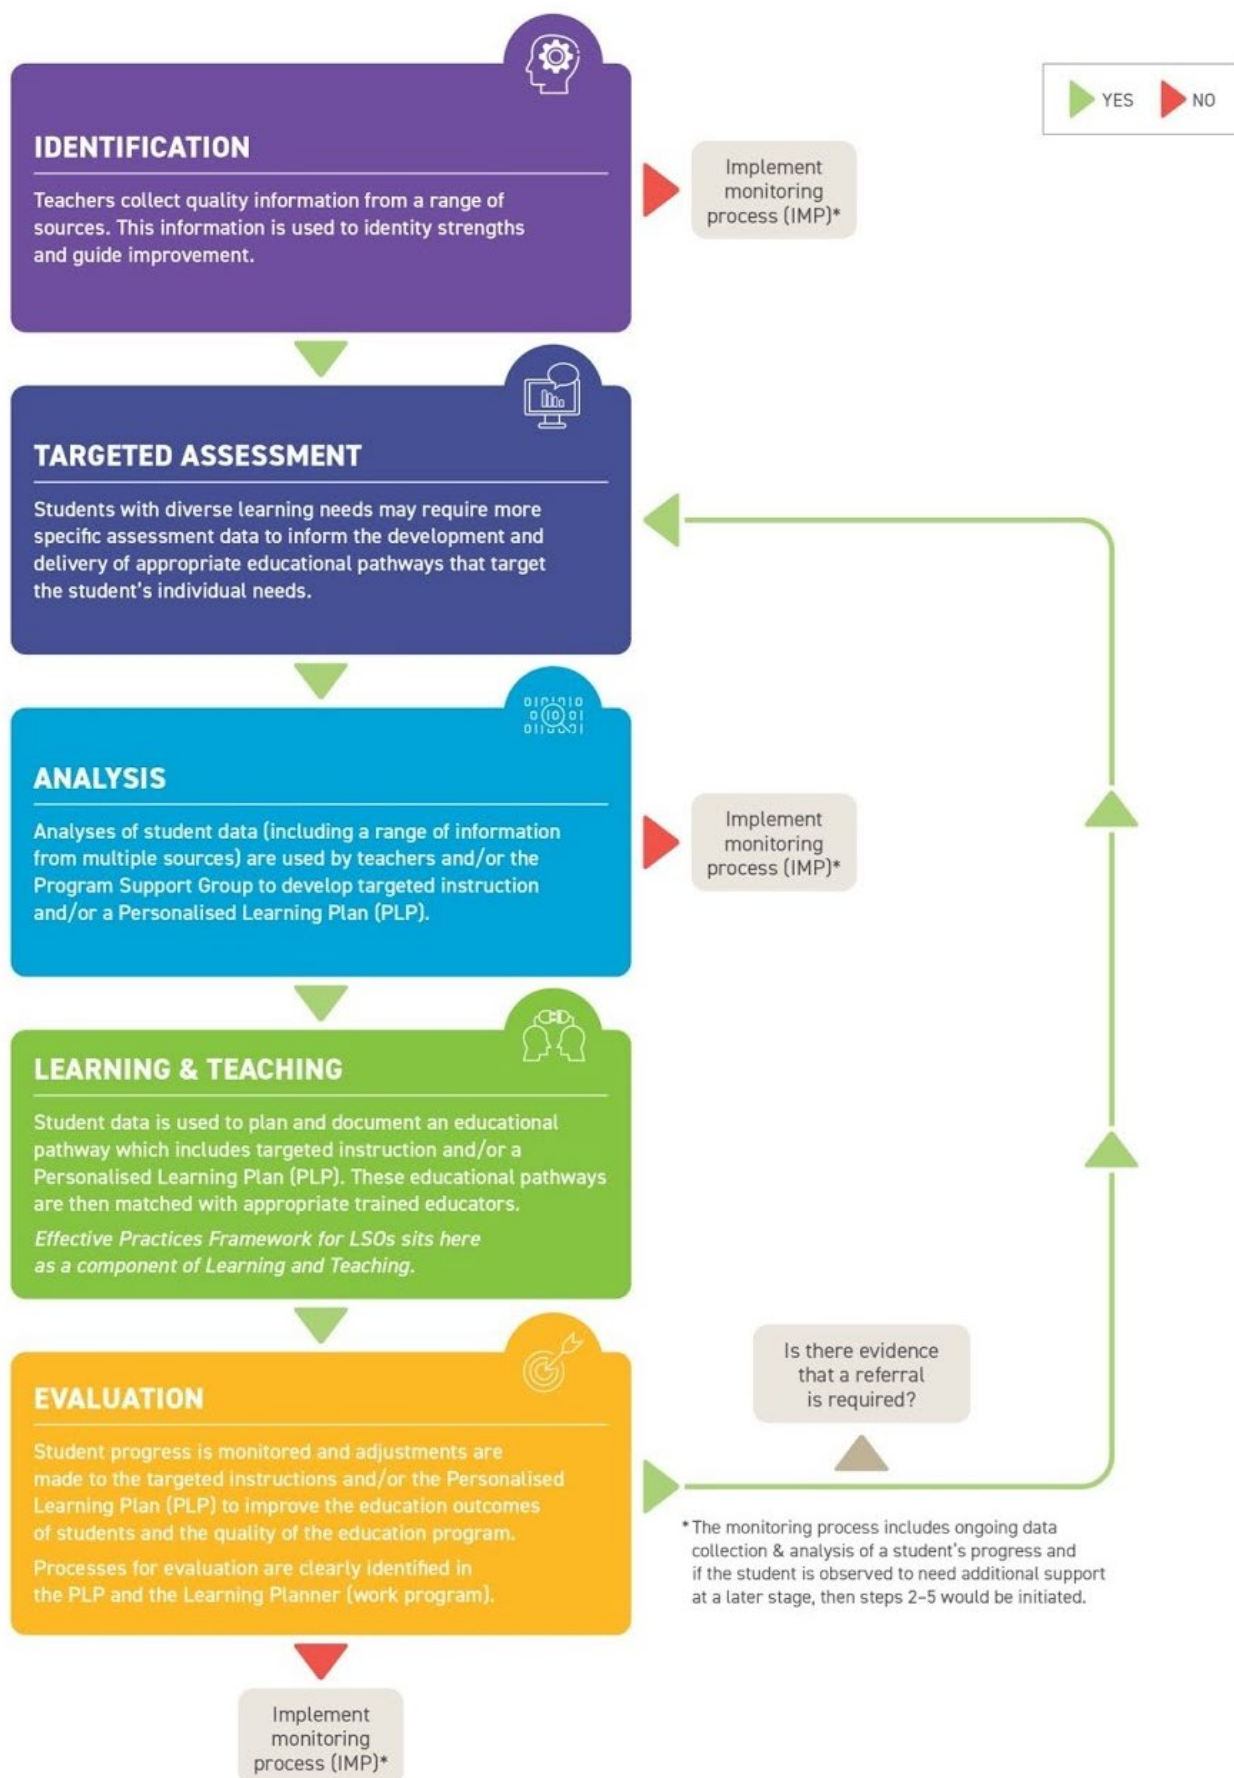 YES
NO
IDENTIFICATION
Teachers collect quality information from a range of
sources. This information is used to identity strengths
and guide improvement.
Implement
monitoring
process (IMP)*
TARGETED ASSESSMENT
Students with diverse learning needs may require more
specific assessment data to inform the development and
delivery of appropriate educational pathways that target
the student's individual needs.
ANALYSIS
Analyses of student data (including a range of information
from multiple sources) are used by teachers and/or the
Program Support Group to develop targeted instruction
and/or a Personalised Learning Plan (PLP).
Implement
monitoring
process (IMP)*
LEARNING & TEACHING
Student data is used to plan and document an educational
pathway which includes targeted instruction and/or a
Personalised Learning Plan (PLP). These educational pathways
are then matched with appropriate trained educators.
Effective Practices Framework for LSOs sits here
as a component of Learning and Teaching.
EVALUATION
Student progress is monitored and adjustments are
made to the targeted instructions and/or the Personalised
Learning Plan (PLP) to improve the education outcomes
of students and the quality of the education program.
Processes for evaluation are clearly identified in
the PLP and the Learning Planner (work program).
Is there evidence
that a referral
is required?
* The monitoring process includes ongoing data
collection & analysis of a student's progress and
if the student is observed to need additional support
at a later stage, then steps 2–5 would be initiated.
Implement
monitoring
process (IMP)*